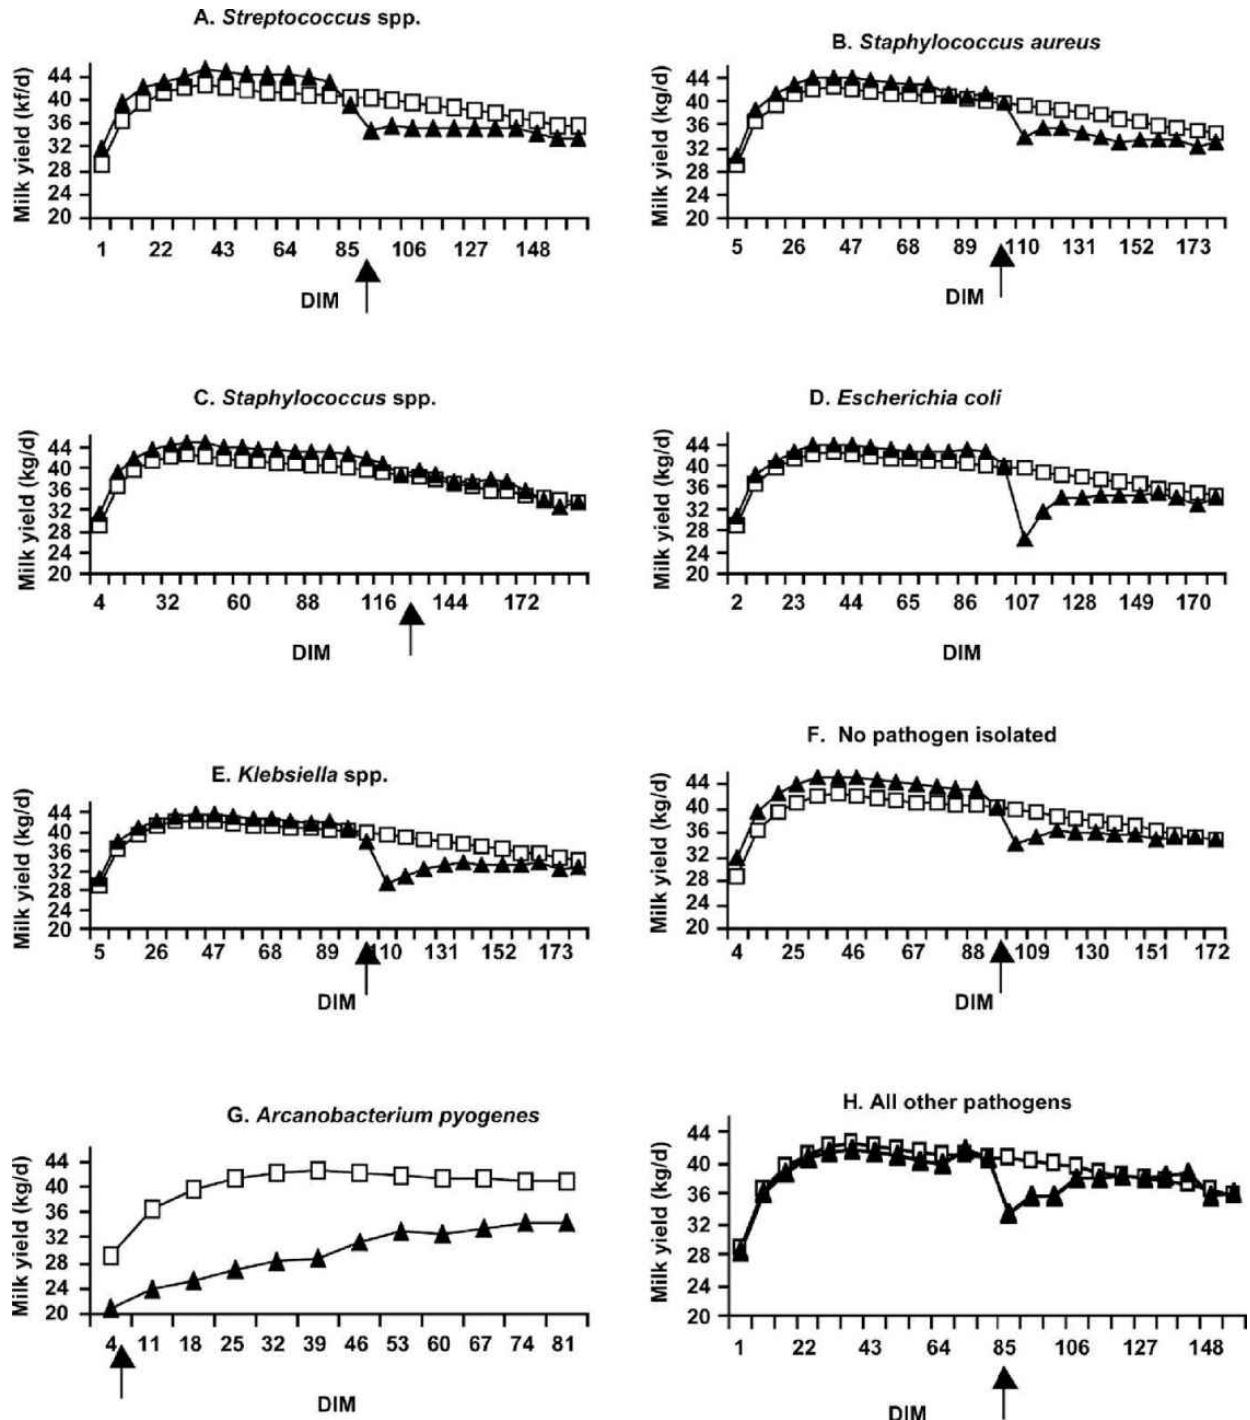 A. Streptococcus spp.
Milk yield (kf/d)
44
40
36
32
28
24
20
1 22 43 64 85 106 127 148
DIM
B. Staphylococcus aureus
Milk yield (kg/d)
44
40
36
32
28
24
20
5 26 47 68 89 110 131 152 173
DIM
C. Staphylococcus spp.
Milk yield (kg/d)
44
40
36
32
28
24
20
4 32 60 88 116 144 172
DIM
D. Escherichia coli
Milk yield (kg/d)
44
40
36
32
28
24
20
2 23 44 65 86 107 128 149 170
DIM
E. Klebsiella spp.
Milk yield (kg/d)
44
40
36
32
28
24
20
5 26 47 68 89 110 131 152 173
DIM
F. No pathogen isolated
Milk yield (kg/d)
44
40
36
32
28
24
20
4 25 46 67 88 109 130 151 172
DIM
G. Arcanobacterium pyogenes
Milk yield (kg/d)
44
40
36
32
28
24
20
4 11 18 25 32 39 46 53 60 67 74 81
DIM
H. All other pathogens
Milk yield (kg/d)
44
40
36
32
28
24
20
1 22 43 64 85 106 127 148
DIM